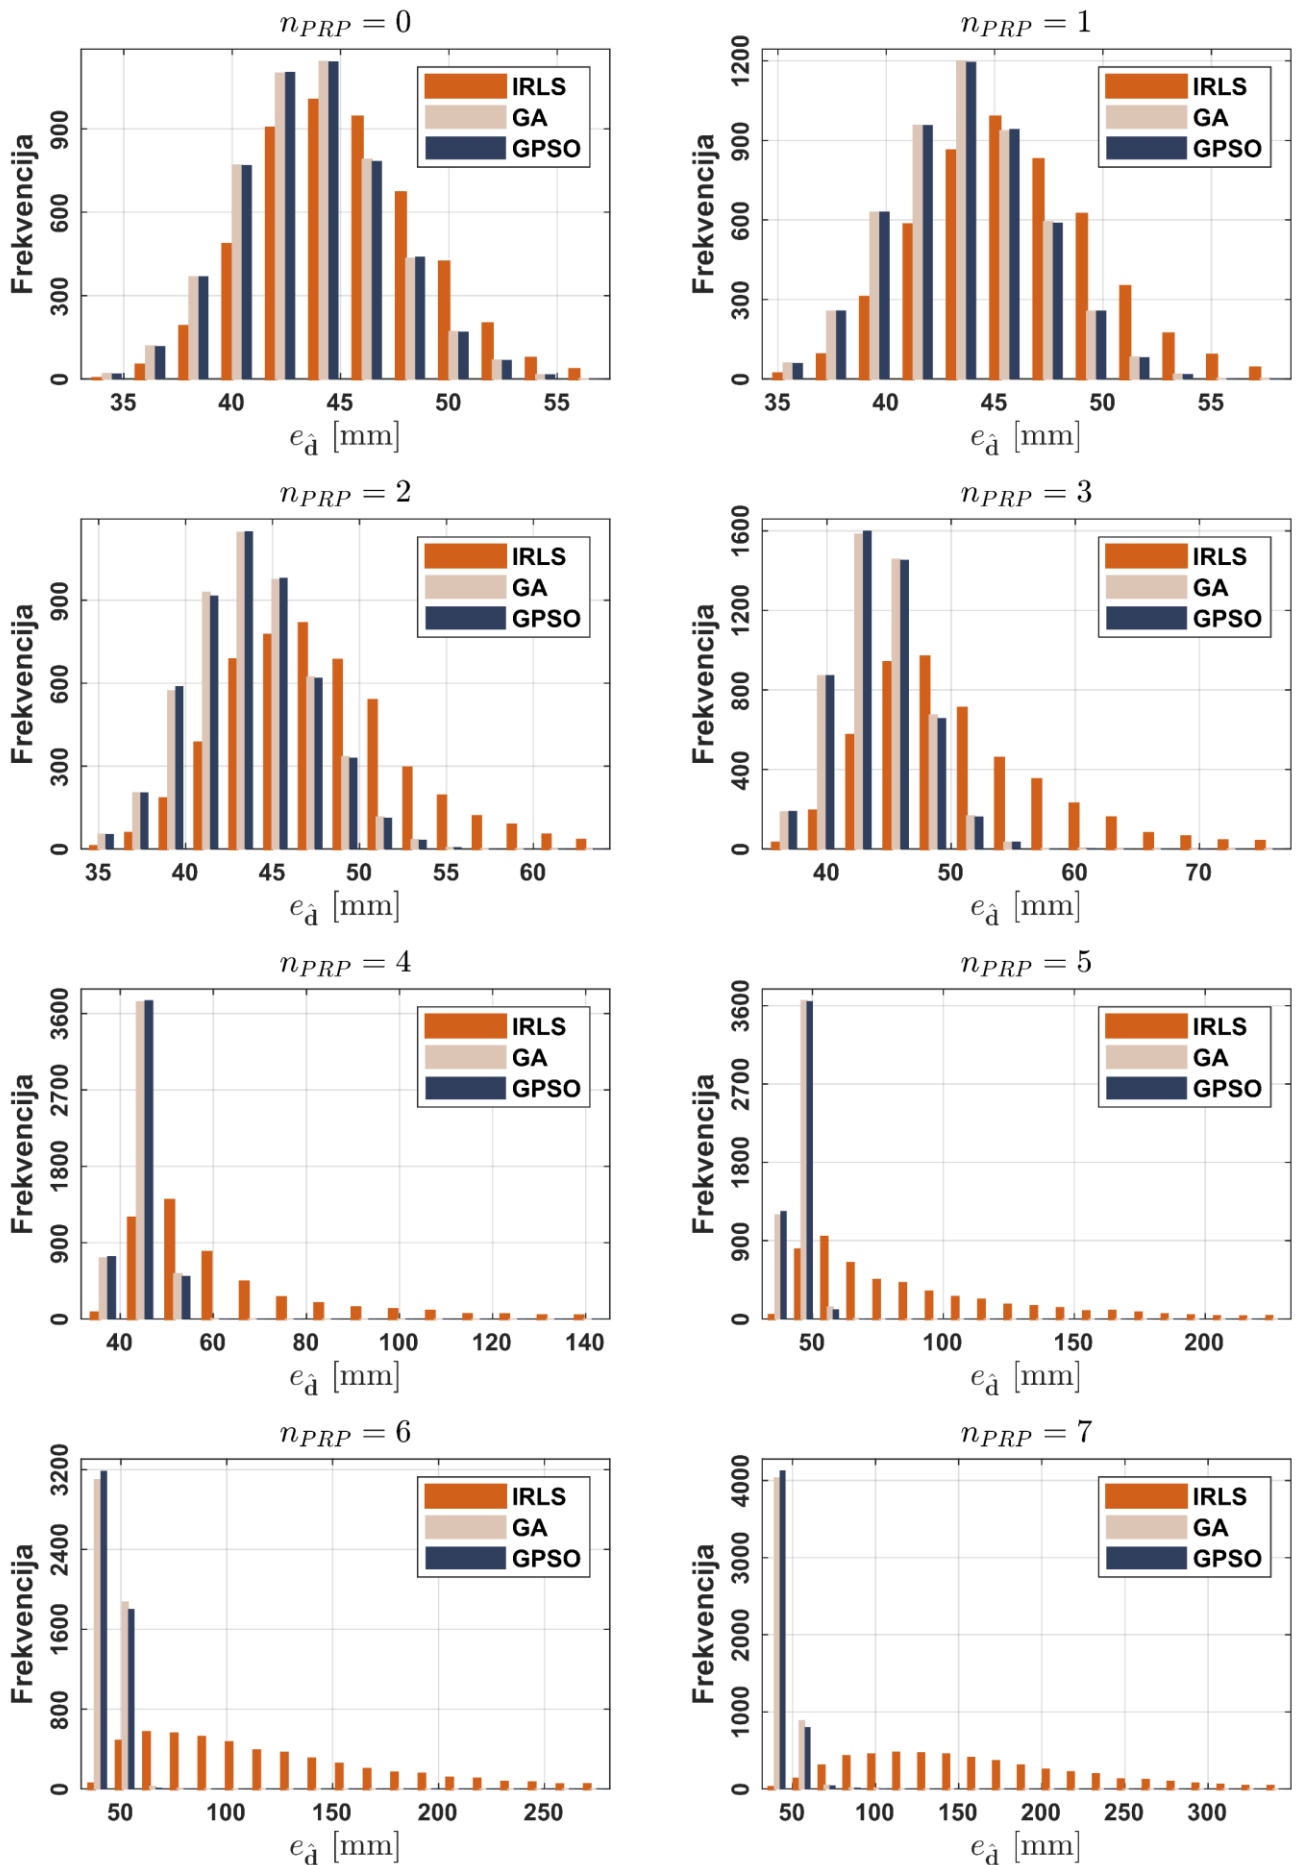 n_PRP = 0
1200
900
600
300
0
Frekvencija
IRLS
GA
GPSO
35 40 45 50 55
e_d̂ [mm]
n_PRP = 1
1200
900
600
300
0
Frekvencija
IRLS
GA
GPSO
35 40 45 50 55
e_d̂ [mm]
n_PRP = 2
900
600
300
0
Frekvencija
IRLS
GA
GPSO
35 40 45 50 55 60
e_d̂ [mm]
n_PRP = 3
1600
1200
800
400
0
Frekvencija
IRLS
GA
GPSO
40 50 60 70
e_d̂ [mm]
n_PRP = 4
3600
2700
1800
900
0
Frekvencija
IRLS
GA
GPSO
40 60 80 100 120 140
e_d̂ [mm]
n_PRP = 5
3600
2700
1800
900
0
Frekvencija
IRLS
GA
GPSO
50 100 150 200
e_d̂ [mm]
n_PRP = 6
3200
2400
1600
800
0
Frekvencija
IRLS
GA
GPSO
50 100 150 200 250
e_d̂ [mm]
n_PRP = 7
4000
3000
2000
1000
0
Frekvencija
IRLS
GA
GPSO
50 100 150 200 250 300
e_d̂ [mm]